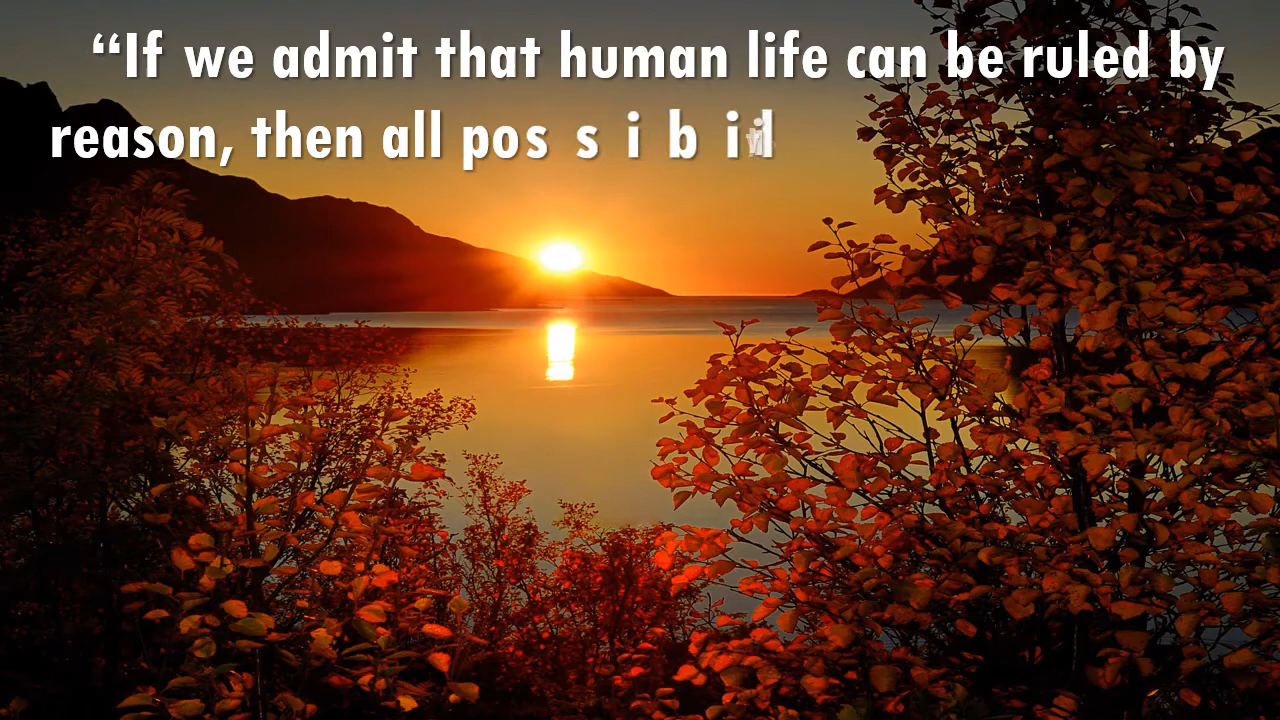 “If we admit that human life can be ruled by
reason, then all pos s i b i l